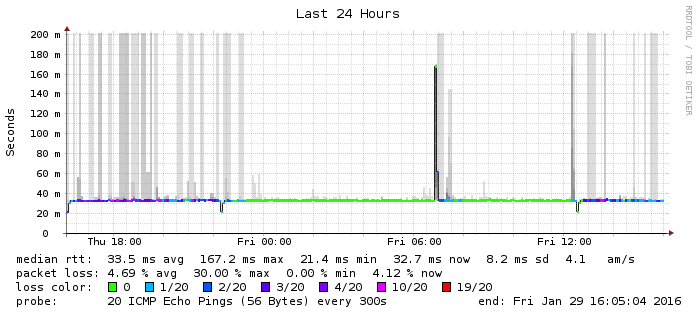 Last 24 Hours
RRDTOOL / TOBI OETIKER
Seconds
200 m
180 m
160 m
140 m
120 m
100 m
80 m
60 m
40 m
20 m
0
Thu 18:00 Fri 00:00 Fri 06:00 Fri 12:00
median rtt: 33.5 ms avg 167.2 ms max 21.4 ms min 32.7 ms now 8.2 ms sd 4.1 am/s
packet loss: 4.69 % avg 30.00 % max 0.00 % min 4.12 % now
loss color: 0 1/20 2/20 3/20 4/20 10/20 19/20
probe: 20 ICMP Echo Pings (56 Bytes) every 300s end: Fri Jan 29 16:05:04 2016